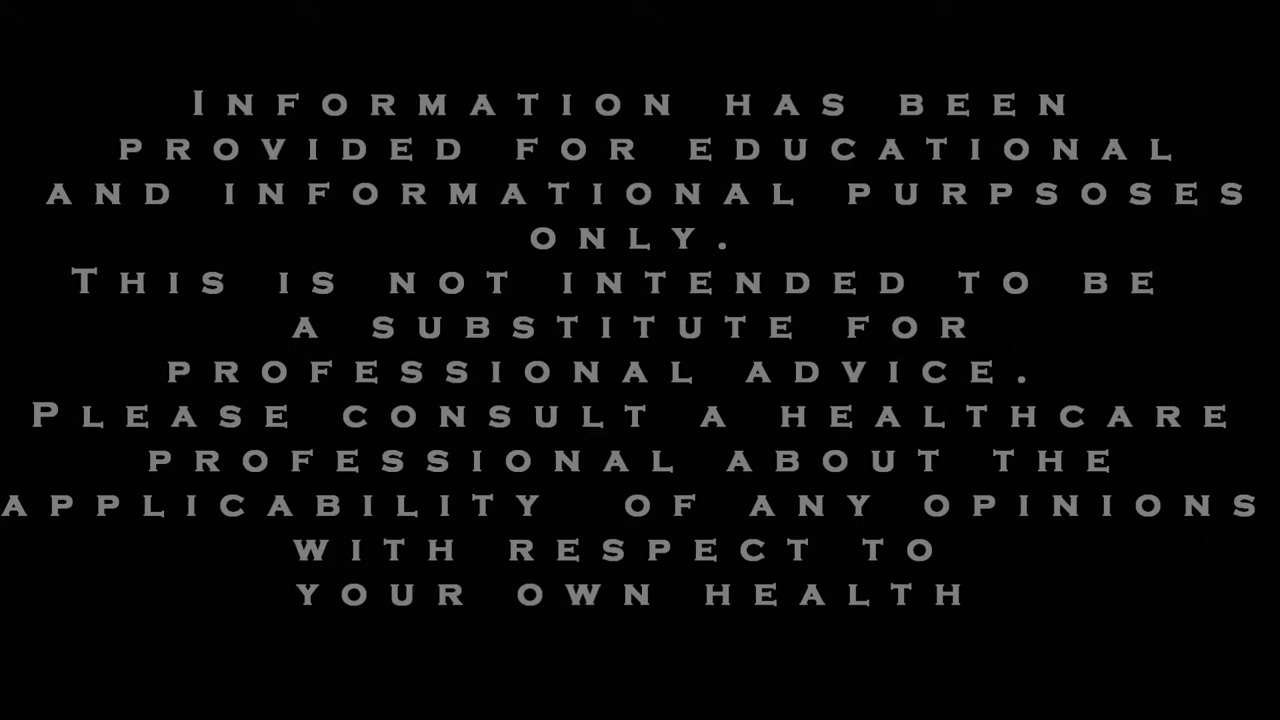 Information has been
provided for educational
and informational purpsoses
only.
This is not intended to be
a substitute for
professional advice.
Please consult a healthcare
professional about the
applicability of any opinions
with respect to
your own health